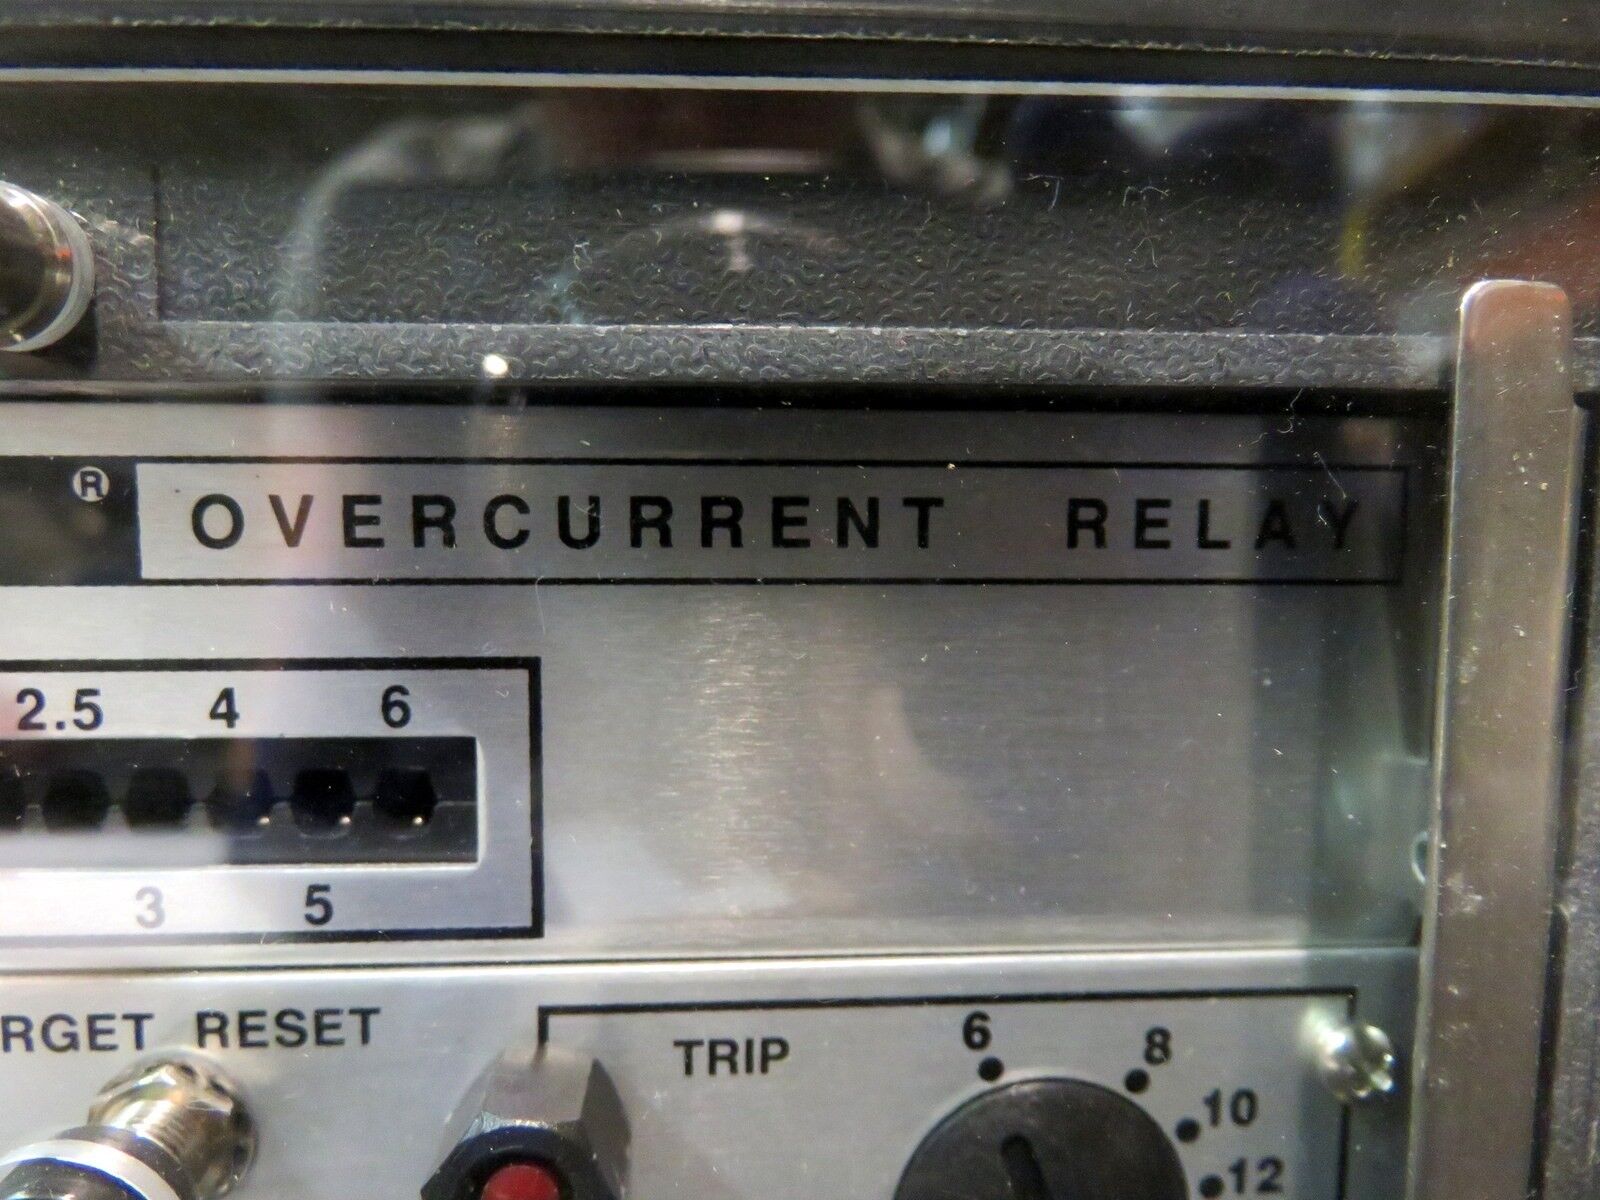 ® OVERCURRENT RELAY
2.5 4 6
3 5
RGET RESET
TRIP
6 8
10
12